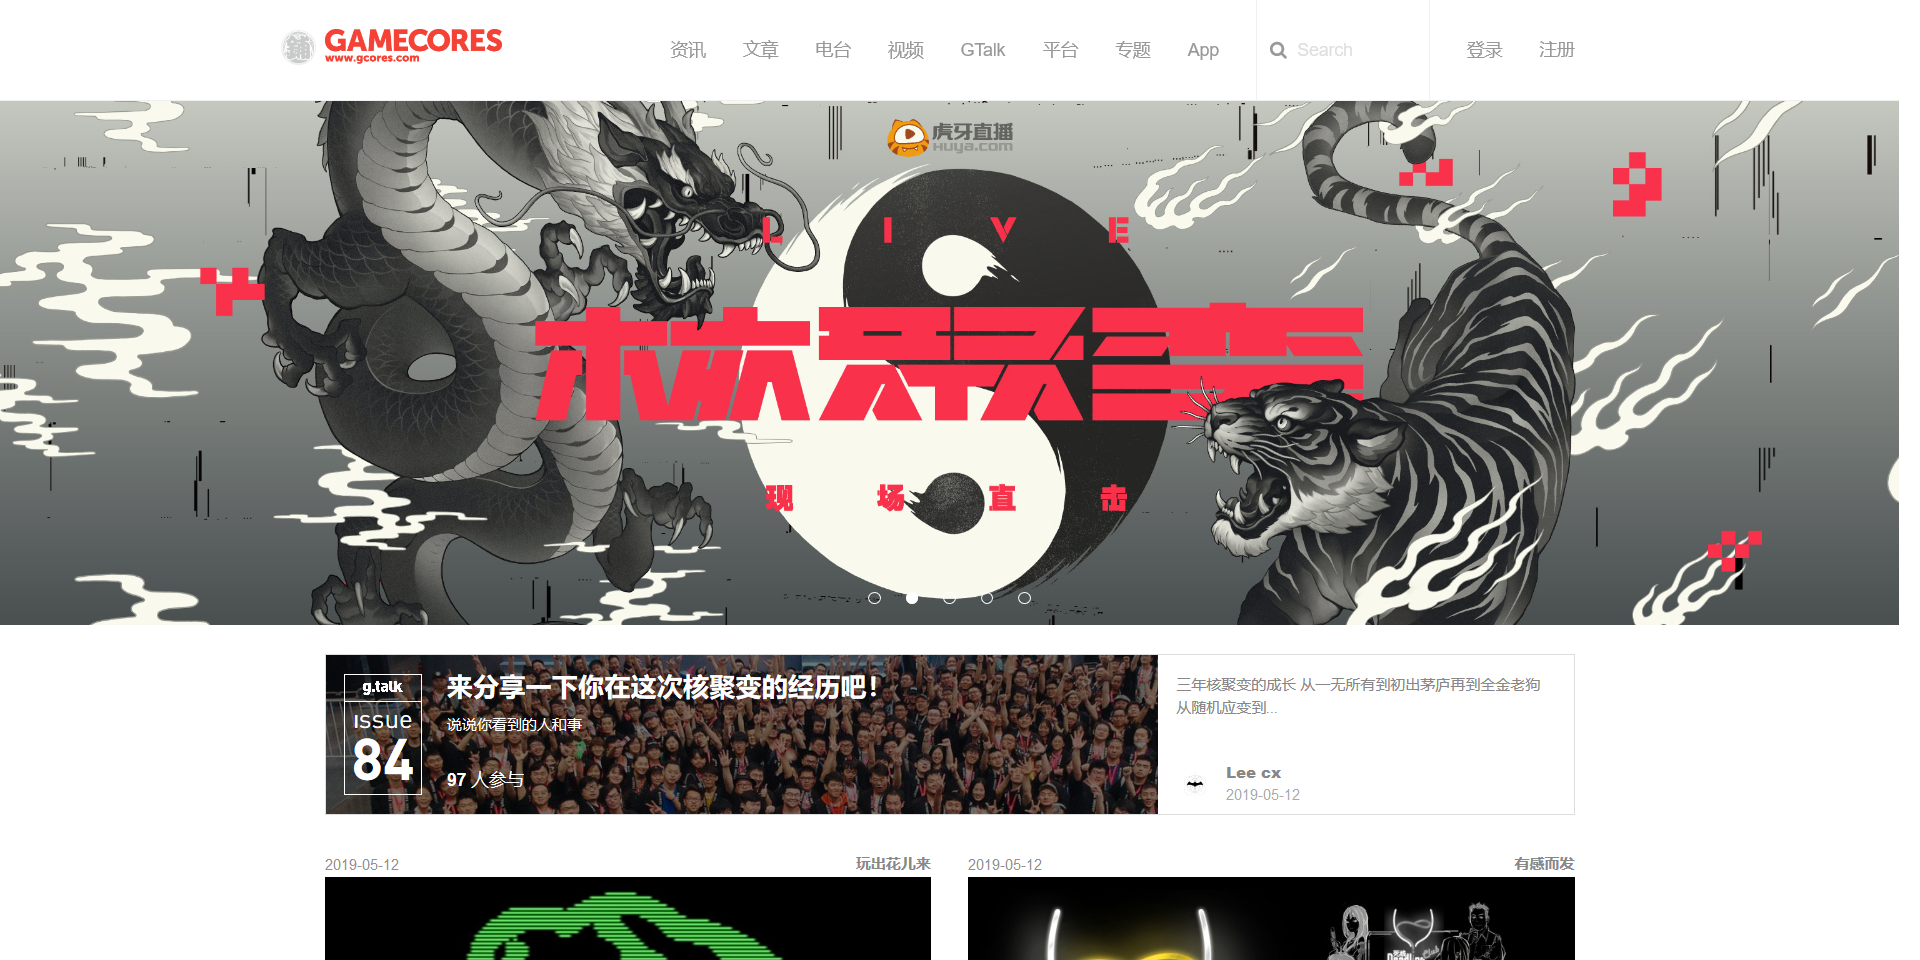 GAMECORES
www.gcores.com
资讯 文章 电台 视频 GTalk 平台 专题 App Search 登录 注册
虎牙直播
HUYA.com
LIVE
核聚变
现场直击
g.talk
issue
84
来分享一下你在这次核聚变的经历吧！
说说你看到的人和事
97 人参与
三年核聚变的成长 从一无所有到初出茅庐再到全金老狗
从随机应变到...
Lee cx
2019-05-12
2019-05-12 玩出花儿来
2019-05-12 有感而发